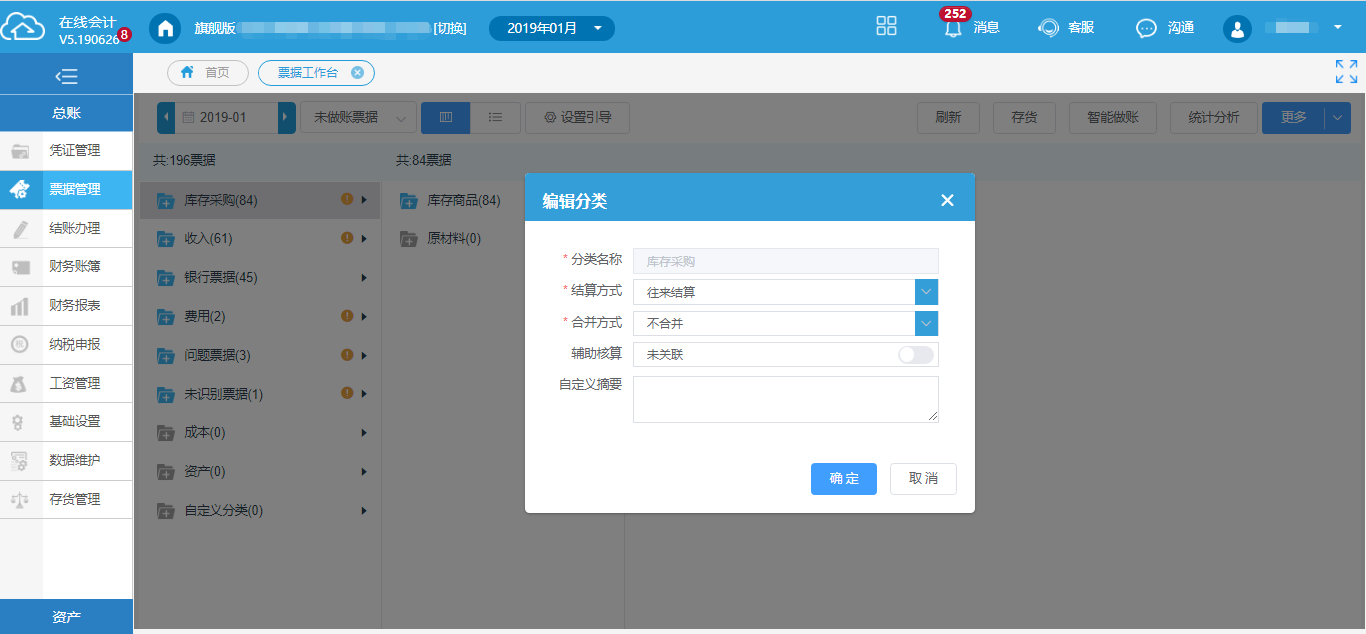 在线会计
V5.190626
8
旗舰版
[切换]
2019年01月
252
消息
客服
沟通
首页
票据工作台
总账
凭证管理
票据管理
结账办理
财务账簿
财务报表
纳税申报
税
工资管理
基础设置
数据维护
存货管理
资产
2019-01
未做账票据
设置引导
刷新
存货
智能做账
统计分析
更多
共:196票据
共:84票据
库存采购(84)
收入(61)
银行票据(45)
费用(2)
问题票据(3)
未识别票据(1)
成本(0)
资产(0)
自定义分类(0)
库存商品(84)
原材料(0)
编辑分类
* 分类名称
库存采购
* 结算方式
往来结算
* 合并方式
不合并
辅助核算
未关联
自定义摘要
确定
取消